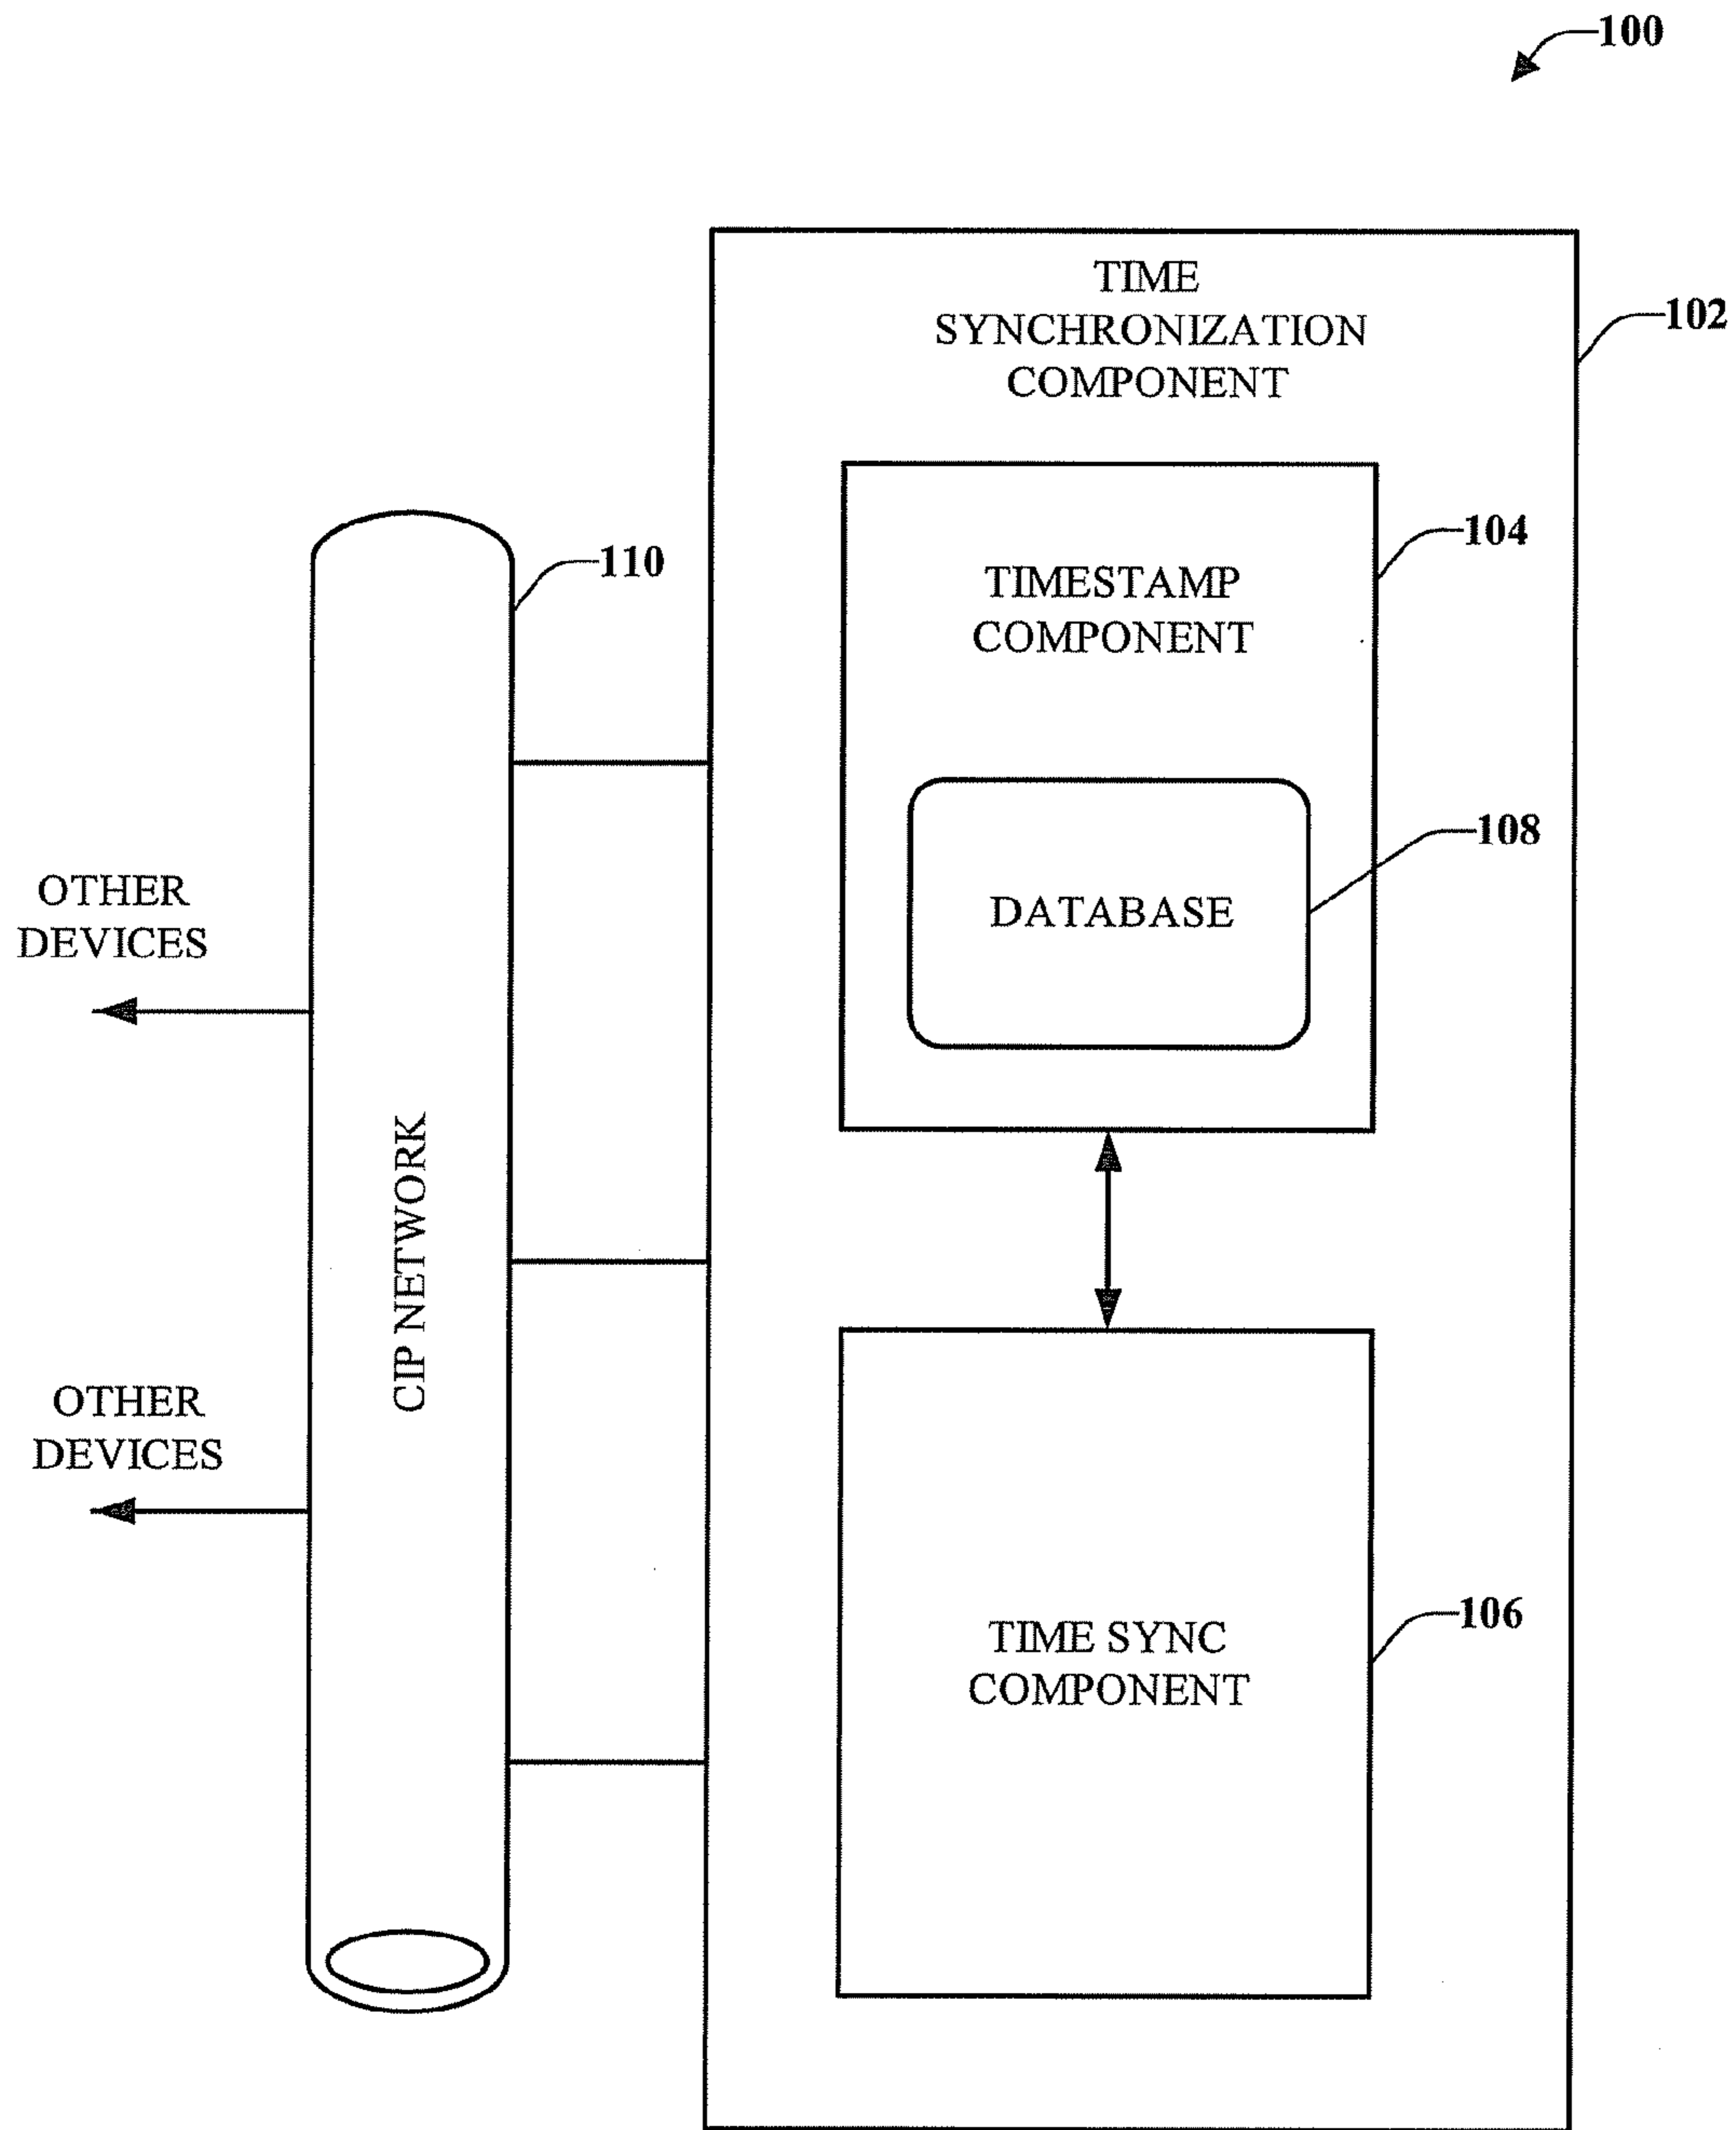 100
TIME
SYNCHRONIZATION
COMPONENT
102
TIMESTAMP
COMPONENT
104
110
DATABASE
108
OTHER
DEVICES
CIP NETWORK
OTHER
DEVICES
TIME SYNC
COMPONENT
106